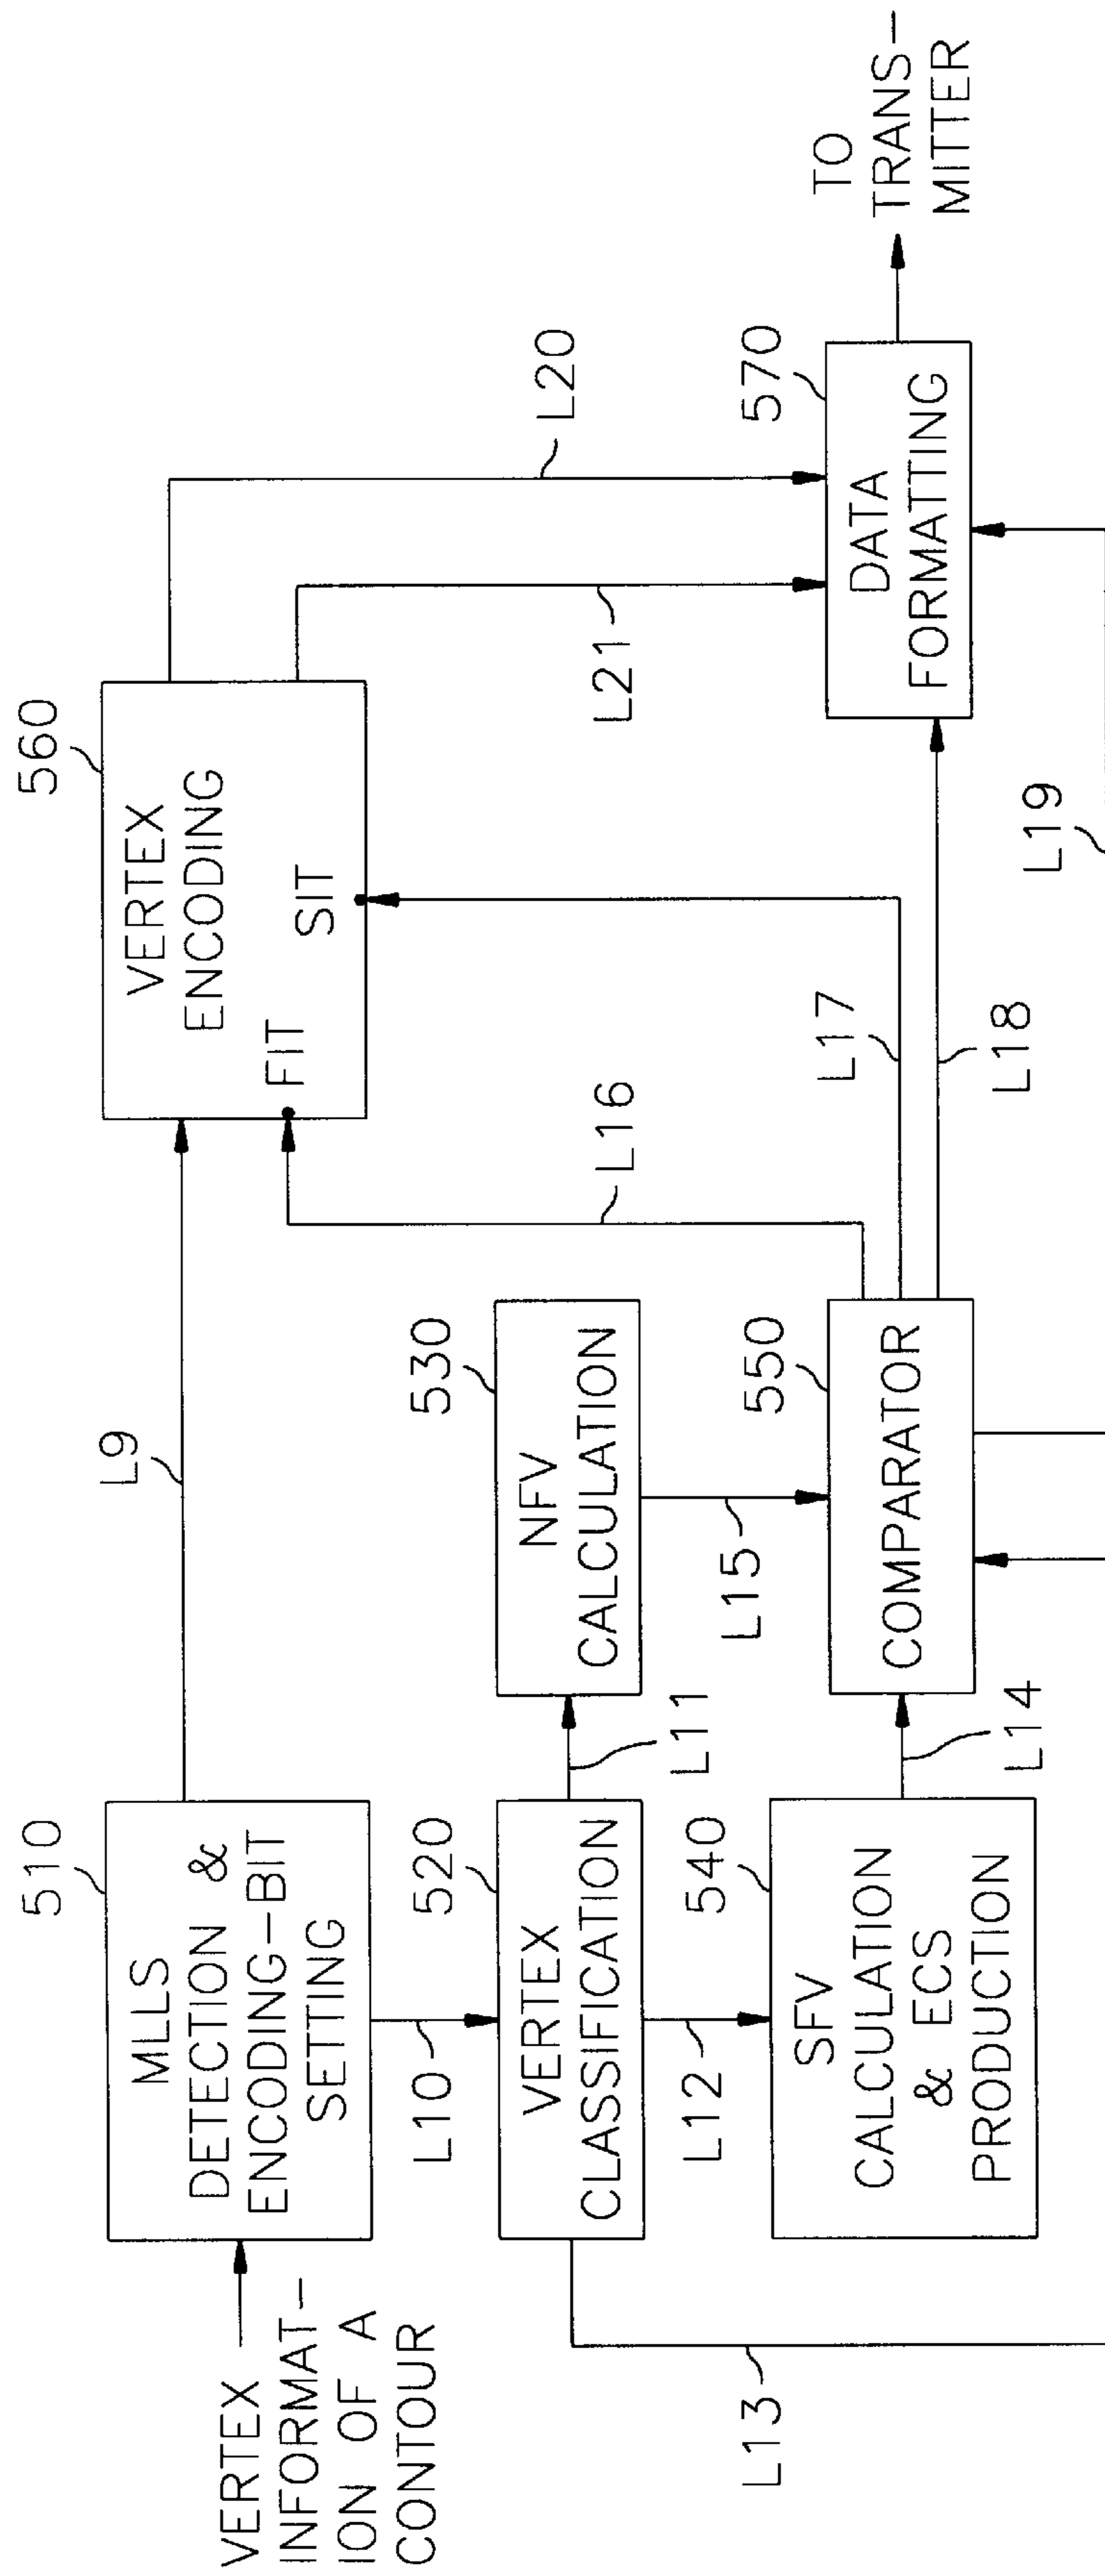 VERTEX
INFORMAT-
ION OF A
CONTOUR
510
MLLS
DETECTION &
ENCODING-BIT
SETTING
L9
L10
520
VERTEX
CLASSIFICATION
L11
L12
L13
530
NFV
CALCULATION
540
SFV
CALCULATION
& ECS
PRODUCTION
L14
L15
550
COMPARATOR
L16
L17
L18
L19
560
VERTEX
ENCODING
FIT
SIT
L20
L21
570
DATA
FORMATTING
TO
TRANS-
MITTER